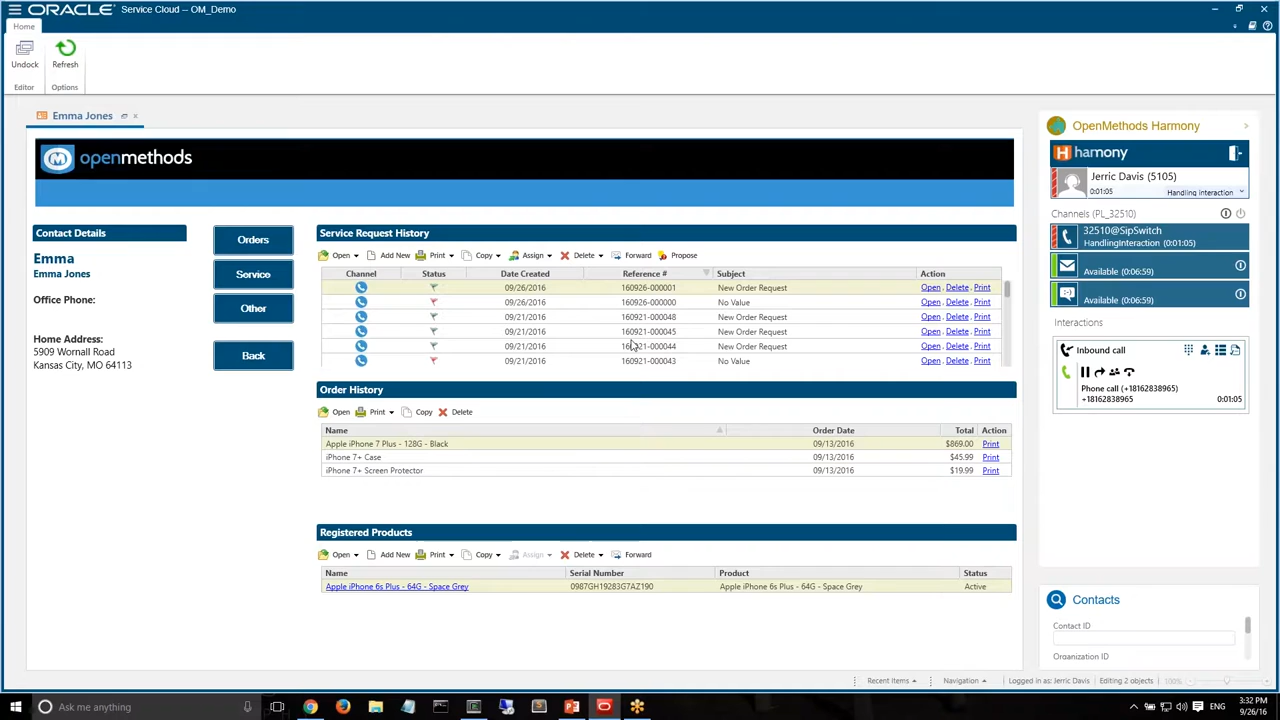 ORACLE Service Cloud – OM_Demo
Home
Undock Refresh
Editor Options
Emma Jones
openmethods
Contact Details
Emma
Emma Jones
Office Phone:
Home Address:
5909 Wornall Road
Kansas City, MO 64113
Orders
Service
Other
Back
Service Request History
Open Add New Print Copy Assign Delete Forward Propose
Channel Status Date Created Reference # Subject Action
09/26/2016 160926-000001 New Order Request Open, Delete, Print
09/26/2016 160926-000000 No Value Open, Delete, Print
09/21/2016 160921-000048 New Order Request Open, Delete, Print
09/21/2016 160921-000045 New Order Request Open, Delete, Print
09/21/2016 160921-000044 New Order Request Open, Delete, Print
09/21/2016 160921-000043 No Value Open, Delete, Print
Order History
Open Print Copy Delete
Name Order Date Total Action
Apple iPhone 7 Plus - 128G - Black 09/13/2016 $869.00 Print
iPhone 7+ Case 09/13/2016 $45.99 Print
iPhone 7+ Screen Protector 09/13/2016 $19.99 Print
Registered Products
Open Add New Print Copy Assign Delete Forward
Name Serial Number Product Status
Apple iPhone 6s Plus - 64G - Space Grey 0987GH19283G7AZ190 Apple iPhone 6s Plus - 64G - Space Grey Active
OpenMethods Harmony
harmony
Jerric Davis (5105)
0:01:05 Handling interaction
Channels (PL_32510)
32510@SipSwitch
HandlingInteraction (0:01:05)
Available (0:06:59)
Available (0:06:59)
Interactions
Inbound call
Phone call (+18162838965)
+18162838965 0:01:05
Contacts
Contact ID
Organization ID
Recent Items Navigation Logged in as: Jerric Davis Editing 2 objects 100%
Ask me anything
ENG
3:32 PM
9/26/16